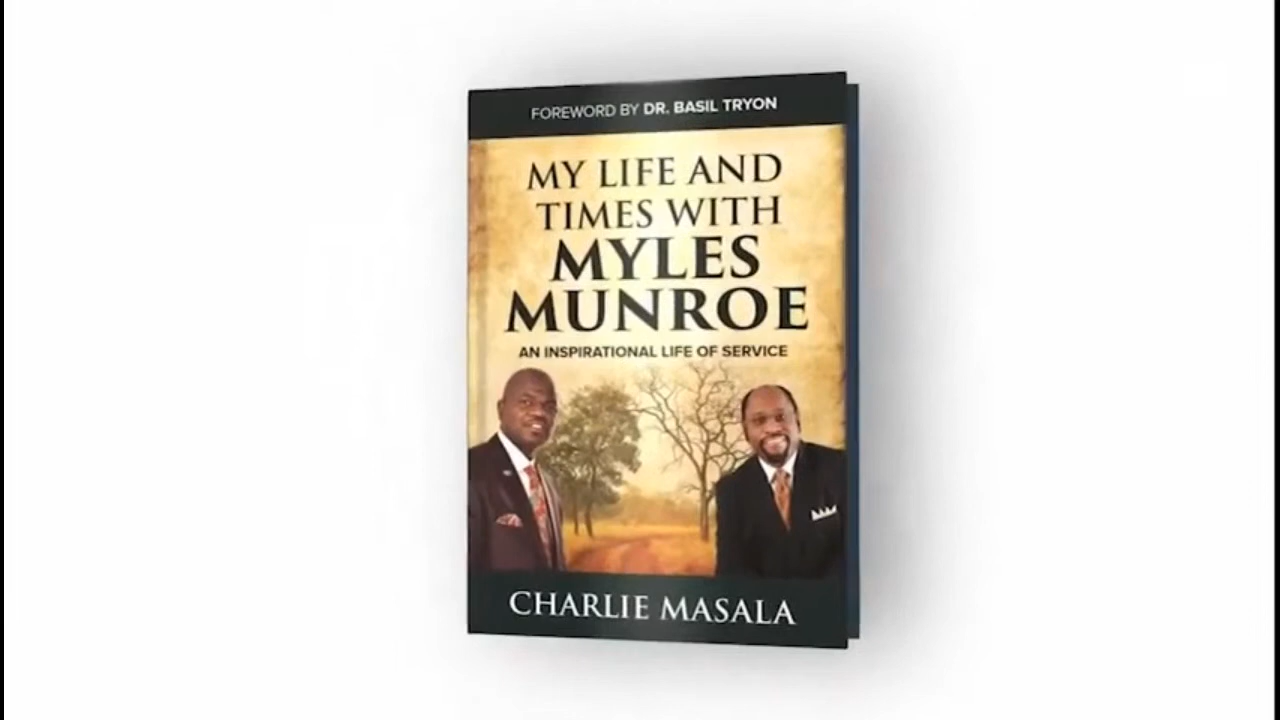 FOREWORD BY DR. BASIL TRYON
MY LIFE AND
TIMES WITH
MYLES
MUNROE
AN INSPIRATIONAL LIFE OF SERVICE
CHARLIE MASALA